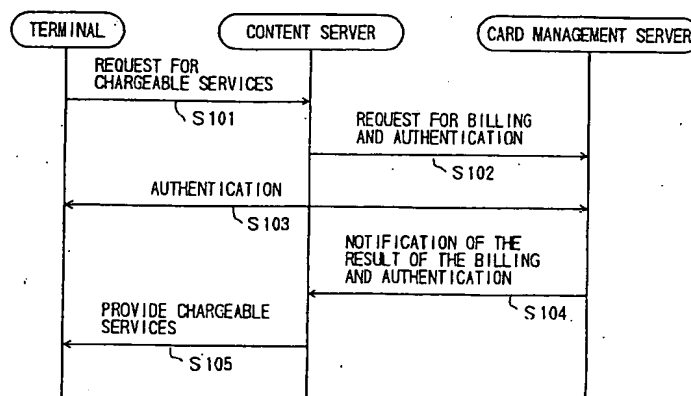 TERMINAL
CONTENT SERVER
CARD MANAGEMENT SERVER
REQUEST FOR
CHARGEABLE SERVICES
S101
REQUEST FOR BILLING
AND AUTHENTICATION
S102
AUTHENTICATION
S103
NOTIFICATION OF THE
RESULT OF THE BILLING
AND AUTHENTICATION
S104
PROVIDE CHARGEABLE
SERVICES
S105